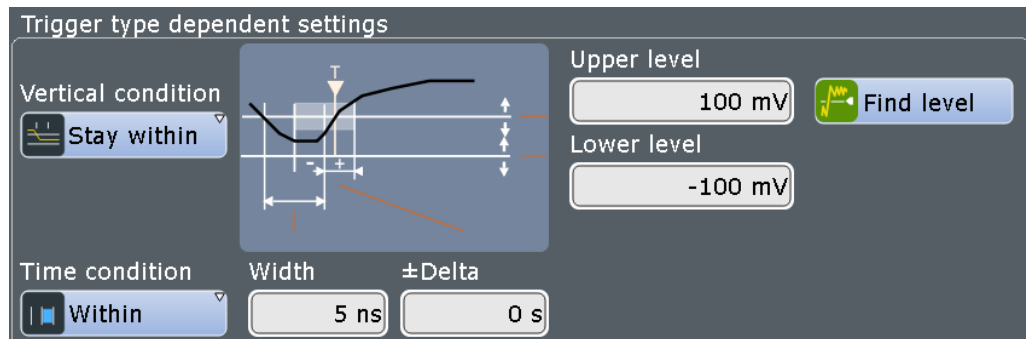 Trigger type dependent settings
Vertical condition
Stay within
T
- +
Upper level
100 mV
Find level
Lower level
-100 mV
Time condition
Within
Width
5 ns
±Delta
0 s